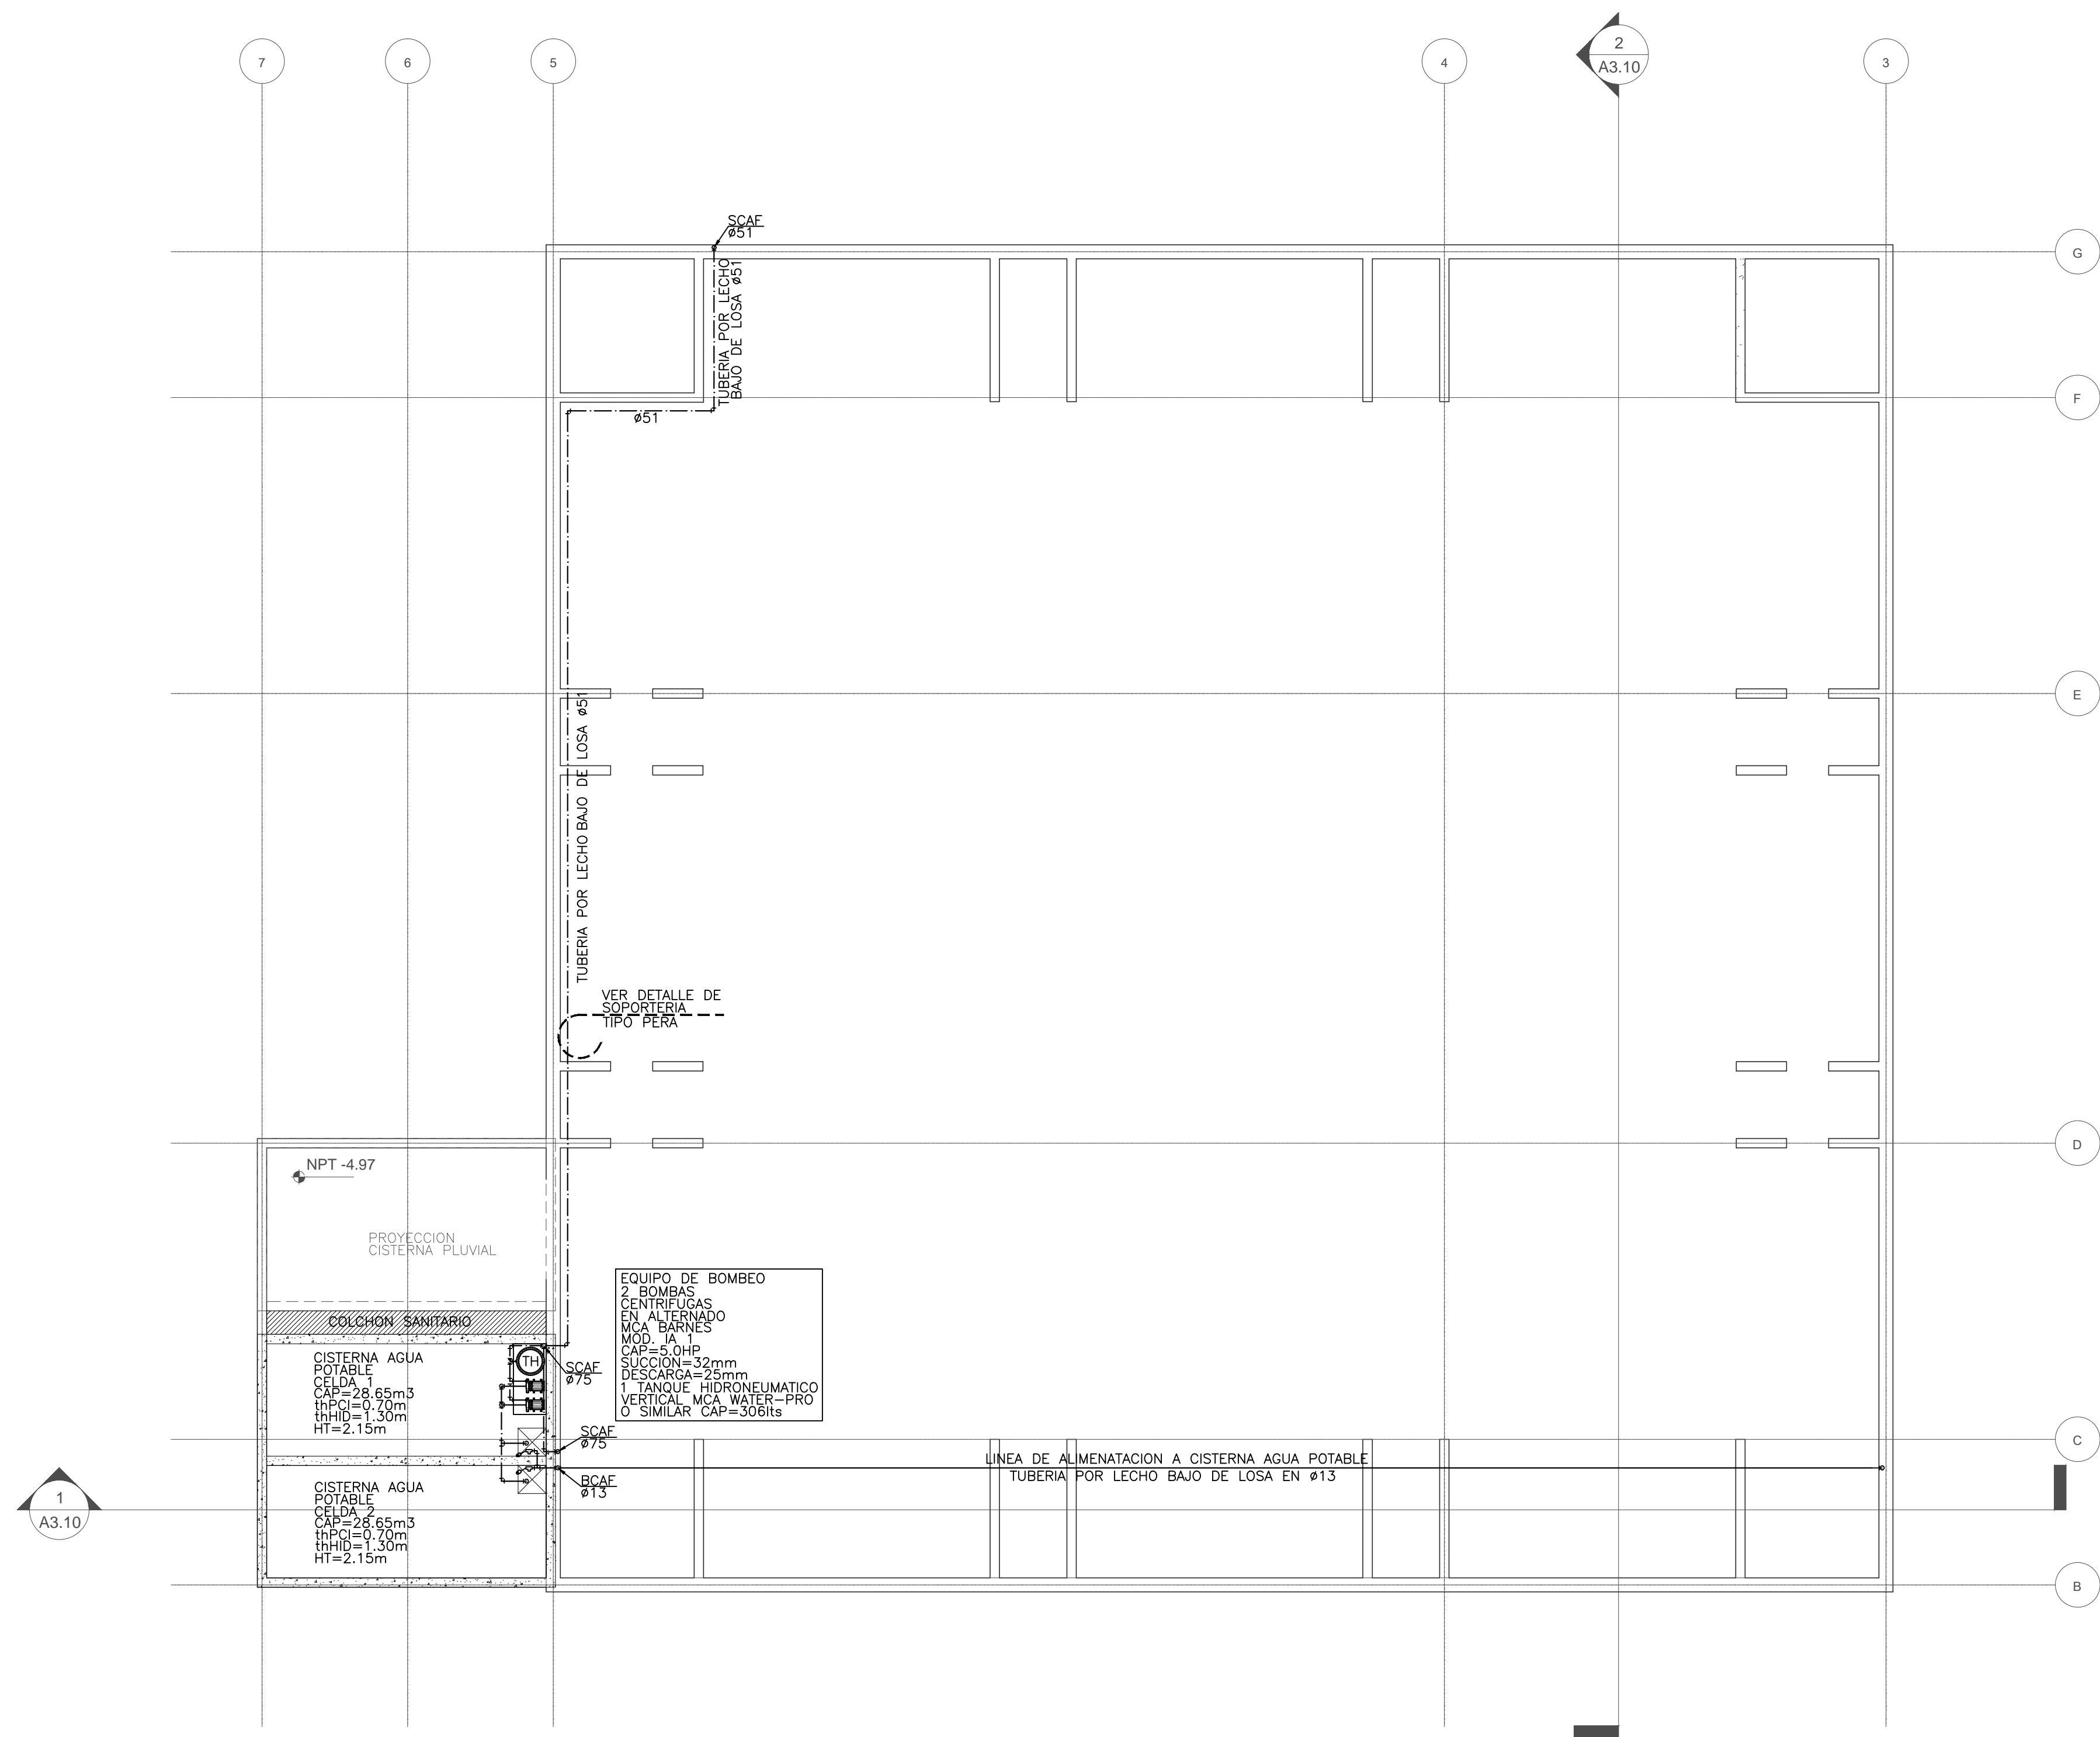 7
6
5
4
2
A3.10
3
SCAF
ø51
G
TUBERIA POR LECHO
BAJO DE LOSA ø51
F
ø51
E
TUBERIA POR LECHO BAJO DE LOSA ø51
VER DETALLE DE
SOPORTERIA
TIPO PERA
D
NPT -4.97
PROYECCION
CISTERNA PLUVIAL
COLCHON SANITARIO
EQUIPO DE BOMBEO
2 BOMBAS
CENTRIFUGAS
EN ALTERNADO
MCA BARNES
MOD. IA 1
CAP=5.0HP
SUCCION=32mm
DESCARGA=25mm
1 TANQUE HIDRONEUMATICO
VERTICAL MCA WATER-PRO
O SIMILAR CAP=306lts
CISTERNA AGUA
POTABLE
CELDA 1
CAP=28.65m3
thPCI=0.70m
thHID=1.30m
HT=2.15m
TH
SCAF
ø75
SCAF
ø75
C
LINEA DE ALIMENATACION A CISTERNA AGUA POTABLE
TUBERIA POR LECHO BAJO DE LOSA EN ø13
BCAF
ø13
CISTERNA AGUA
POTABLE
CELDA 2
CAP=28.65m3
thPCI=0.70m
thHID=1.30m
HT=2.15m
1
A3.10
B